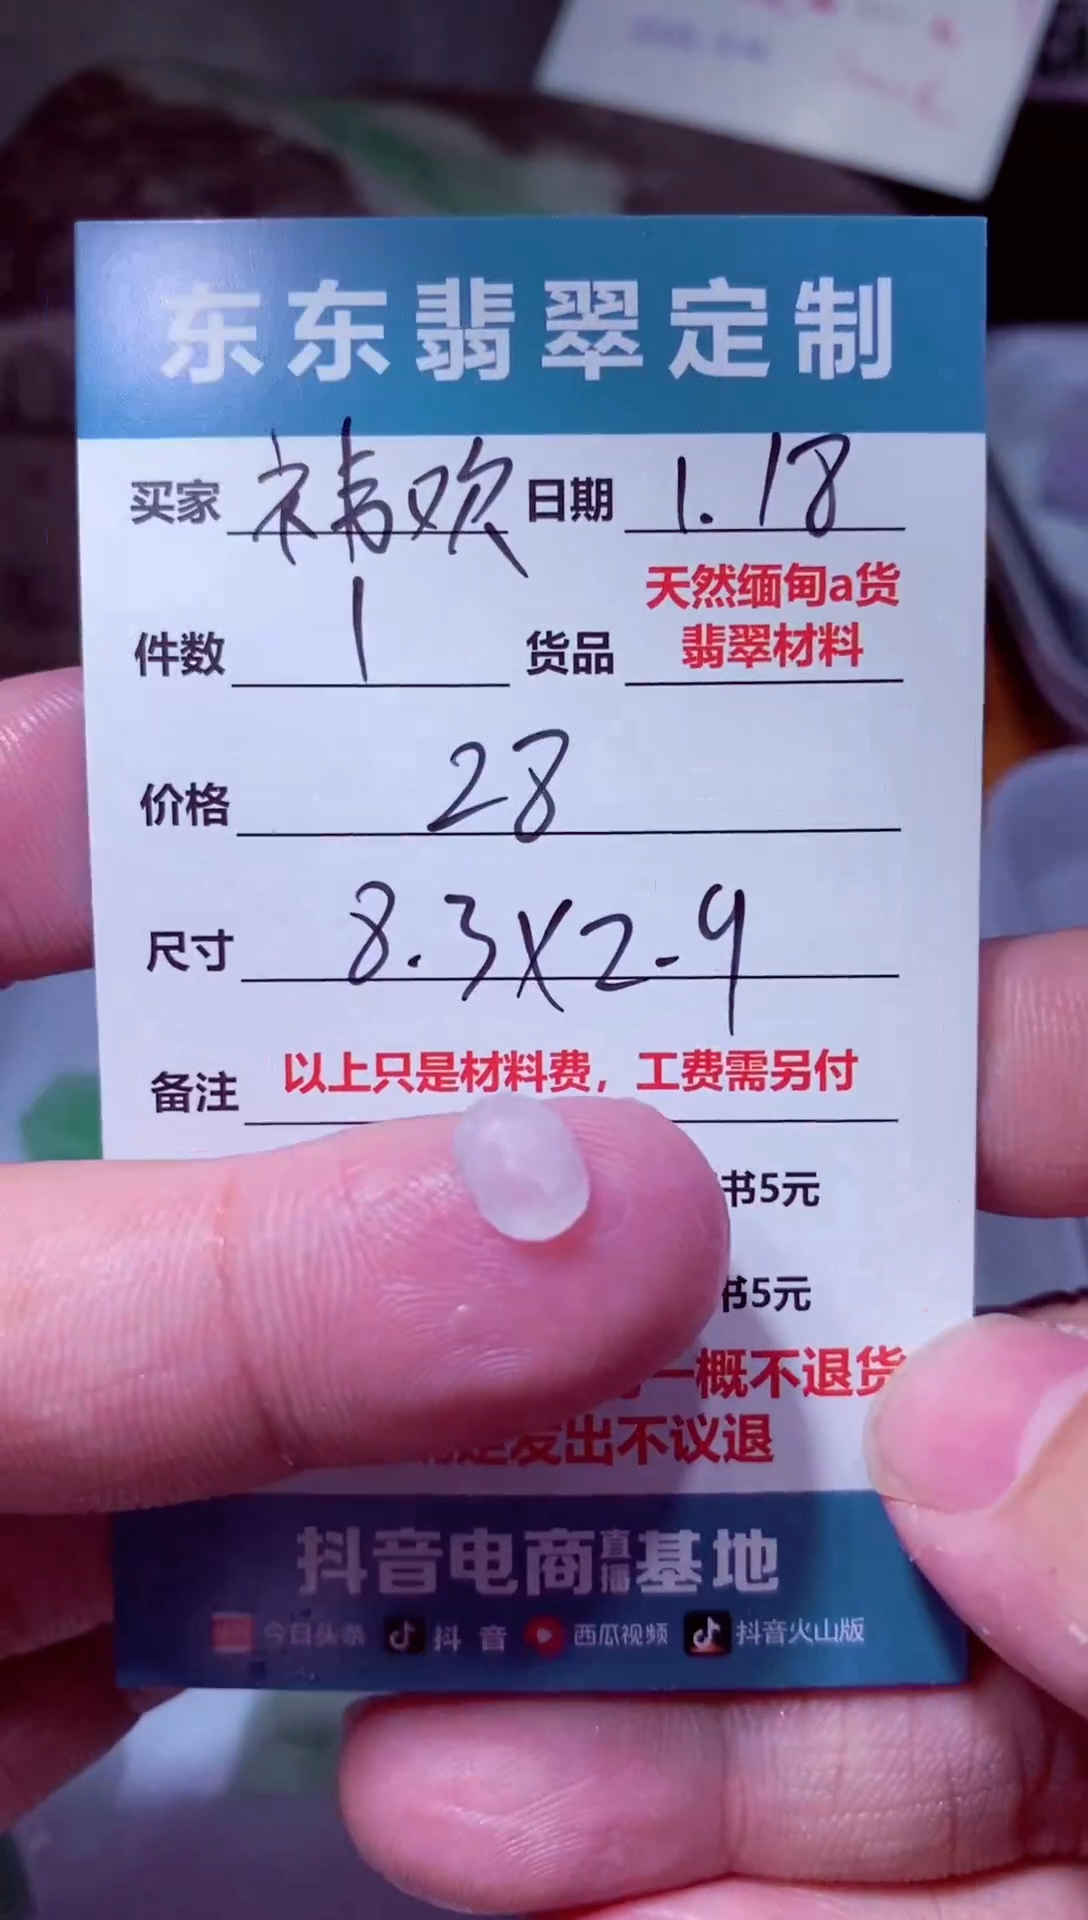 东东翡翠定制
买家 祎欢 日期 1.18
件数 1 货品 天然缅甸a货
翡翠材料
价格 28
尺寸 8.3X2.9
备注 以上只是材料费，工费需另付
书5元
书5元
一概不退货
发出不议退
抖音电商直播基地
今日头条 抖音 西瓜视频 抖音火山版